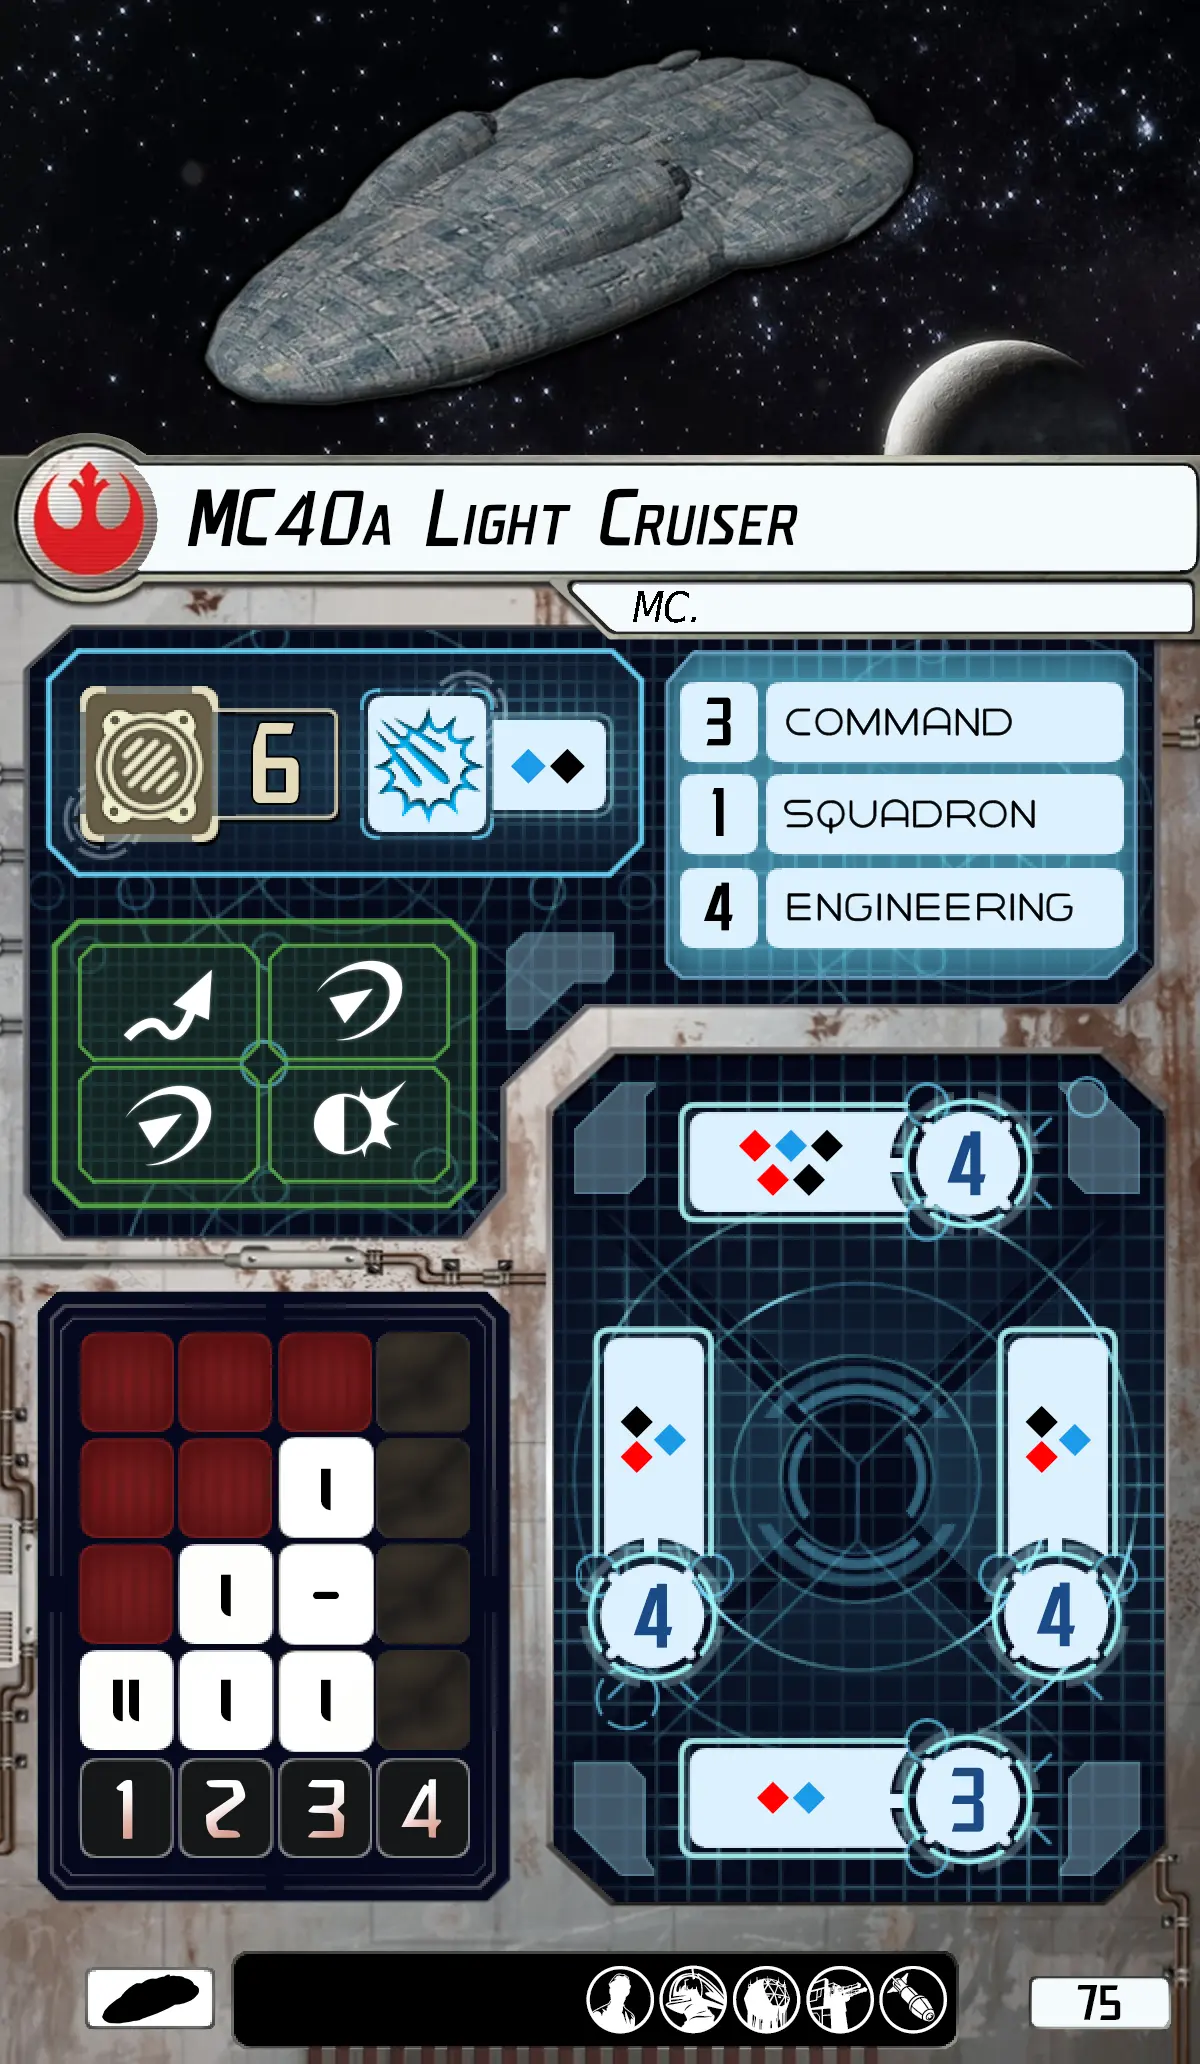 MC40A LIGHT CRUISER
MC.
6
3 COMMAND
1 SQUADRON
4 ENGINEERING
4
I
I -
II I I
1 2 3 4
4 4
3
75